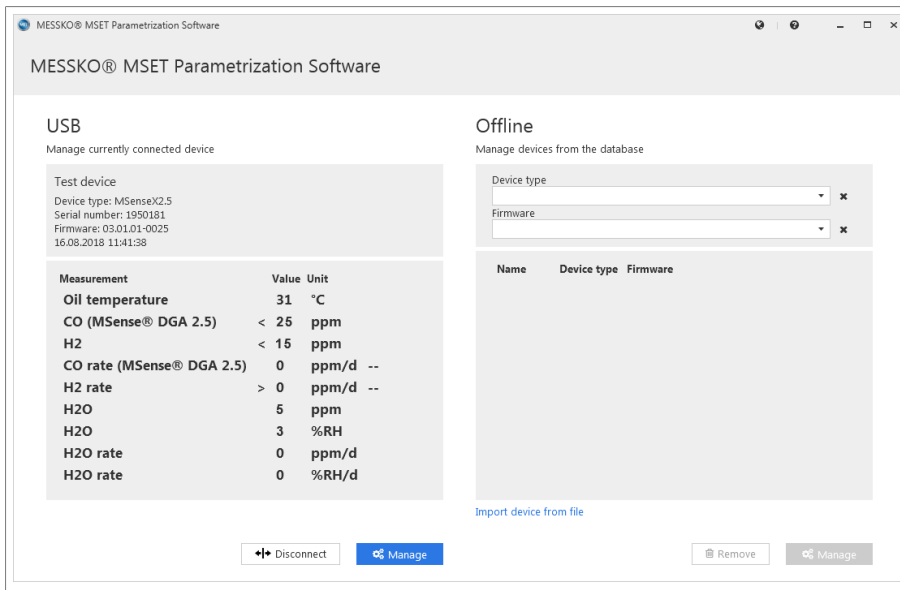 MESSKO® MSET Parametrization Software
MESSKO® MSET Parametrization Software
USB
Manage currently connected device
Test device
Device type: MSenseX2.5
Serial number: 1950181
Firmware: 03.01.01-0025
16.08.2018 11:41:38
Measurement Value Unit
Oil temperature 31 °C
CO (MSense® DGA 2.5) < 25 ppm
H2 < 15 ppm
CO rate (MSense® DGA 2.5) 0 ppm/d --
H2 rate > 0 ppm/d --
H2O 5 ppm
H2O 3 %RH
H2O rate 0 ppm/d
H2O rate 0 %RH/d
Disconnect Manage
Offline
Manage devices from the database
Device type
Firmware
Name Device type Firmware
Import device from file
Remove Manage